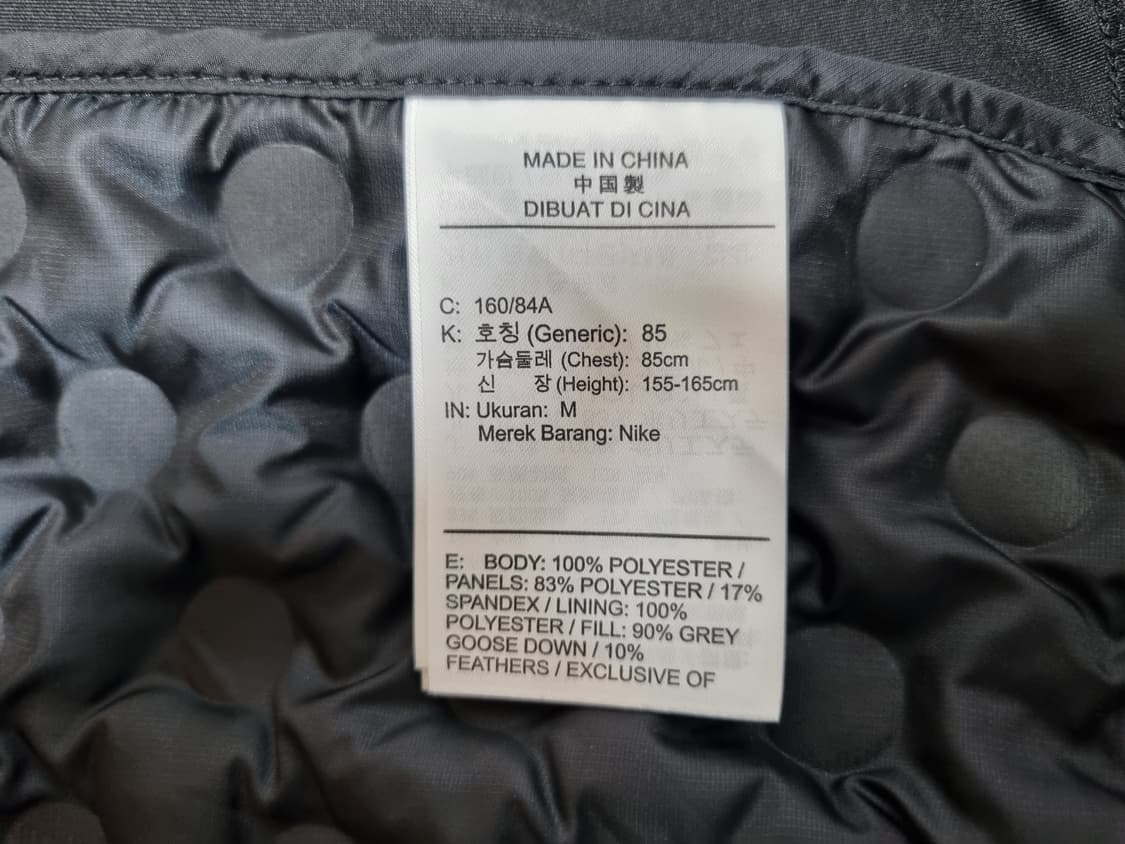 MADE IN CHINA
中国製
DIBUAT DI CINA
C: 160/84A
K: 호칭 (Generic): 85
가슴둘레 (Chest): 85cm
신 장 (Height): 155-165cm
IN: Ukuran: M
Merek Barang: Nike
E: BODY: 100% POLYESTER /
PANELS: 83% POLYESTER / 17%
SPANDEX / LINING: 100%
POLYESTER / FILL: 90% GREY
GOOSE DOWN / 10%
FEATHERS / EXCLUSIVE OF